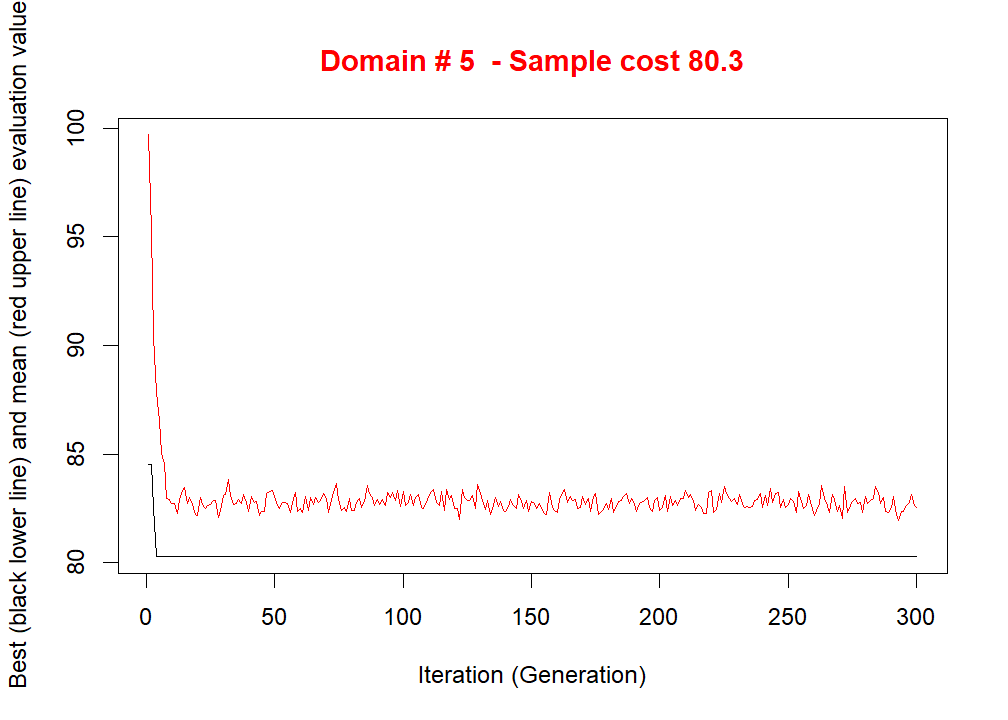 Domain # 5  - Sample cost 80.3
Best (black lower line) and mean (red upper line) evaluation value
100
95
90
85
80
0 50 100 150 200 250 300
Iteration (Generation)